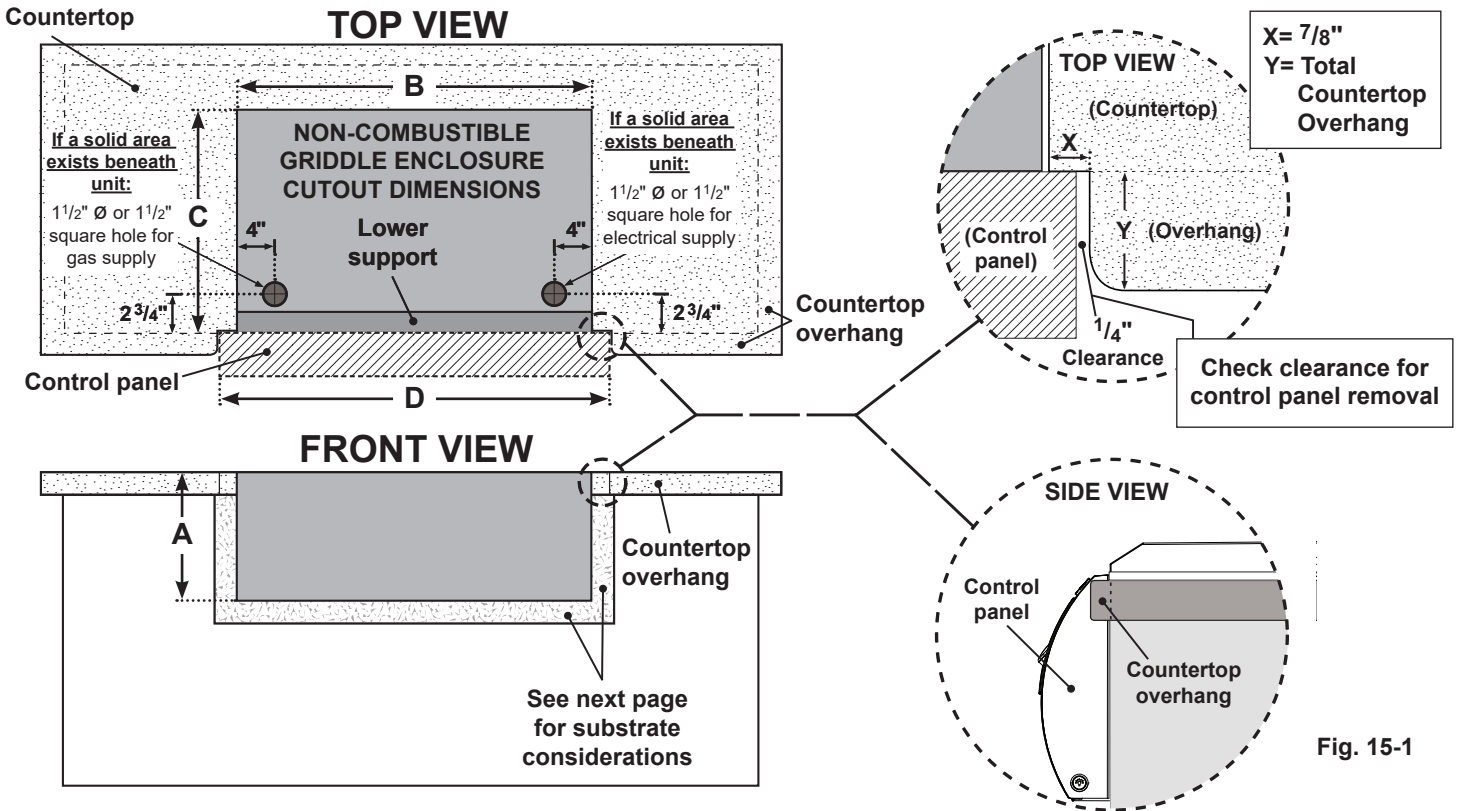 Countertop
TOP VIEW
B
NON-COMBUSTIBLE
GRIDDLE ENCLOSURE
CUTOUT DIMENSIONS
If a solid area
exists beneath
unit:
1 1/2" Ø or 1 1/2"
square hole for
gas supply
C
4"
Lower
support
4"
If a solid area
exists beneath
unit:
1 1/2" Ø or 1 1/2"
square hole for
electrical supply
2 3/4"
2 3/4"
Countertop
overhang
Control panel
D
TOP VIEW
(Countertop)
X
(Control
panel)
Y
(Overhang)
1/4"
Clearance
X= 7/8"
Y= Total
Countertop
Overhang
Check clearance for
control panel removal
FRONT VIEW
A
Countertop
overhang
See next page
for substrate
considerations
SIDE VIEW
Control
panel
Countertop
overhang
Fig. 15-1